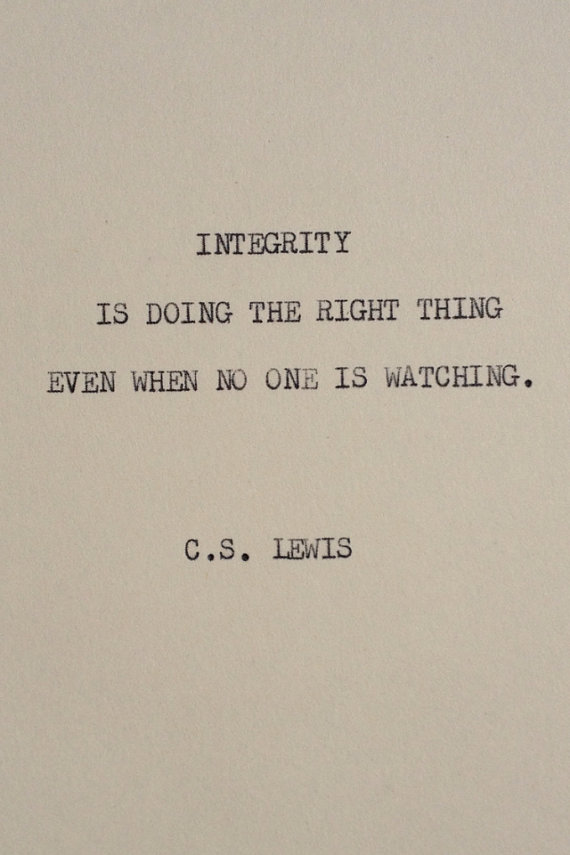 INTEGRITY
IS DOING THE RIGHT THING
EVEN WHEN NO ONE IS WATCHING.
C.S. LEWIS